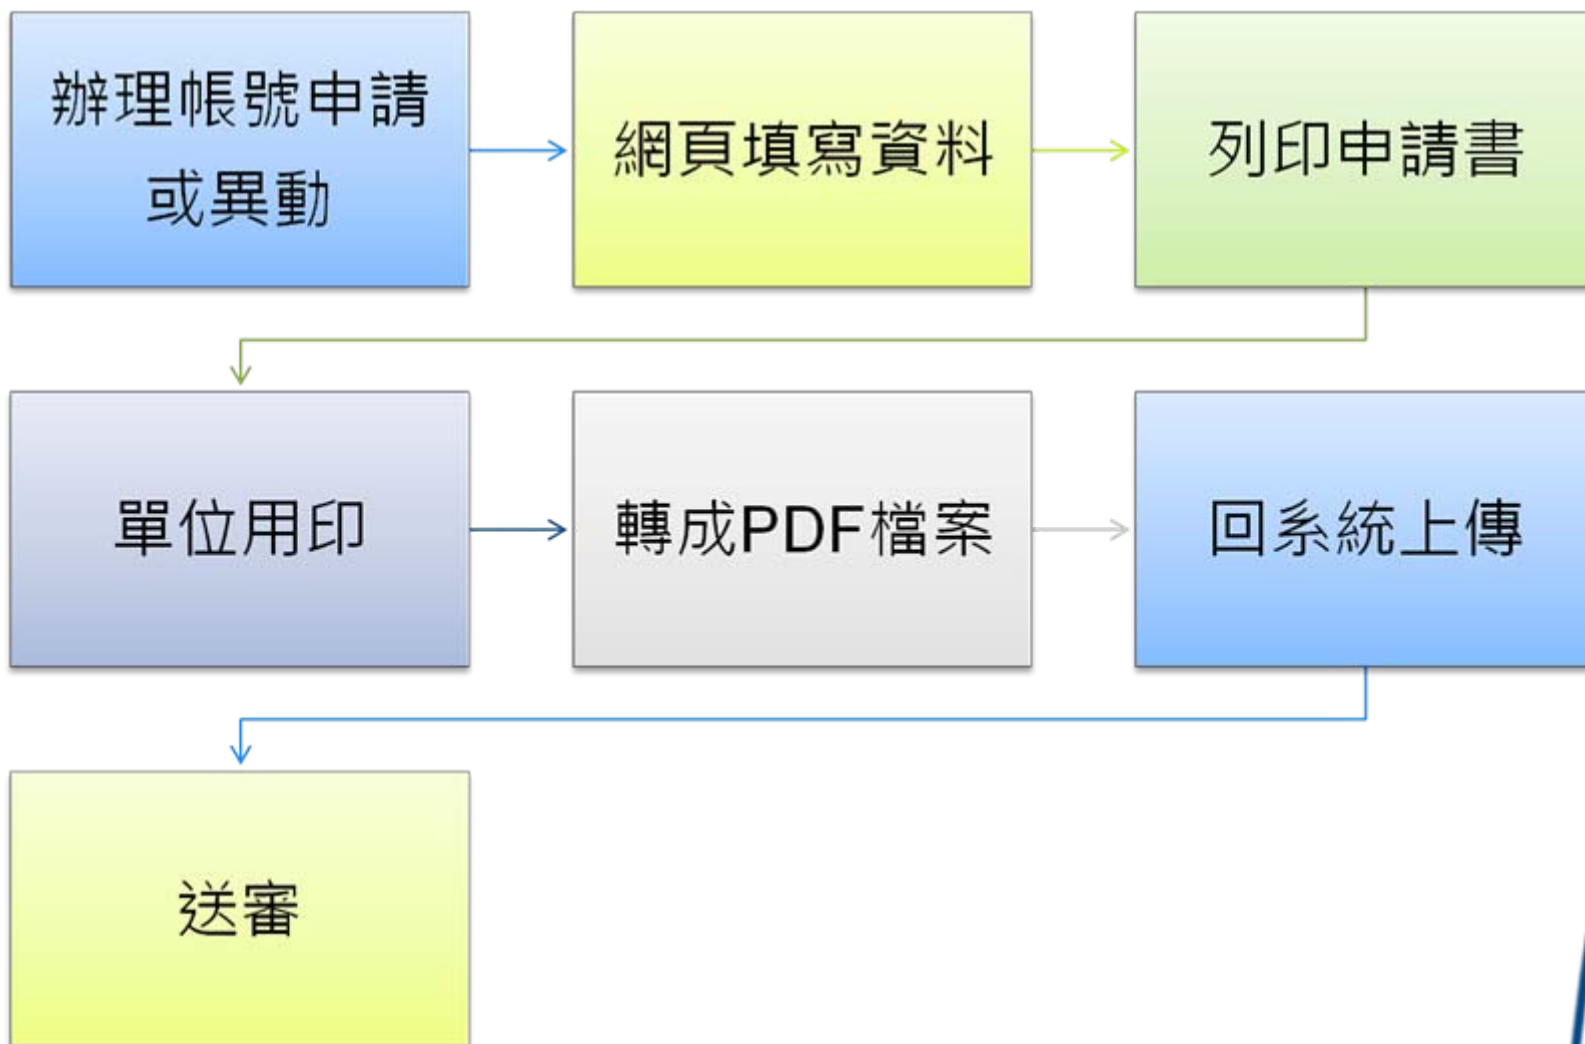 辦理帳號申請
或異動
網頁填寫資料
列印申請書
單位用印
轉成PDF檔案
回系統上傳
送審